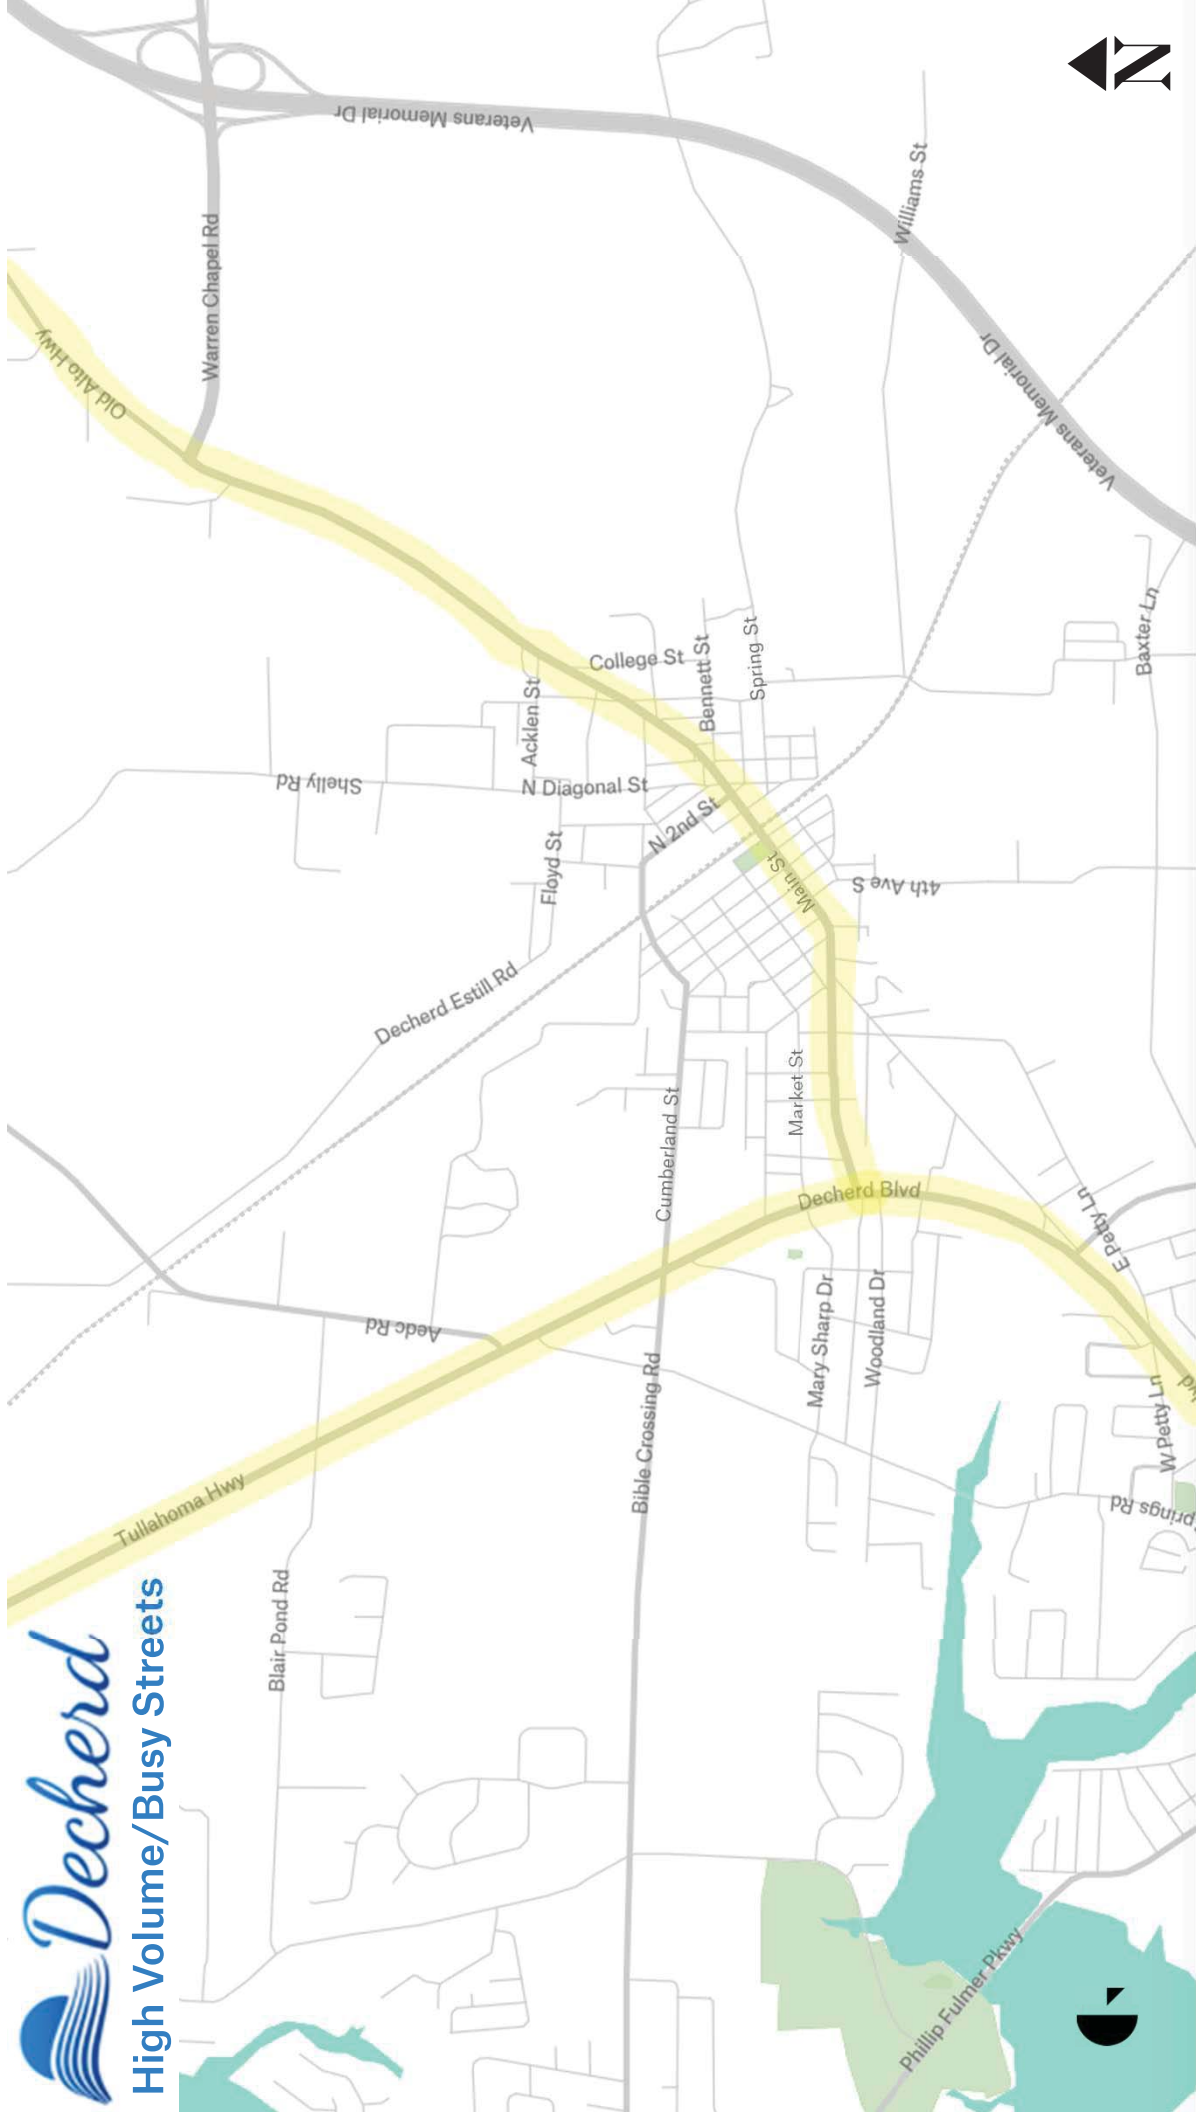 Decherd
High Volume/Busy Streets
N
Tullahoma Hwy
Blair Pond Rd
Aedc Rd
Decherd Estill Rd
Shelly Rd
Old Alto Hwy
Warren Chapel Rd
Veterans Memorial Dr
Acklen St
Floyd St
N Diagonal St
College St
N 2nd St
Bennett St
Spring St
Main St
4th Ave S
Market St
Cumberland St
Bible Crossing Rd
Decherd Blvd
Mary Sharp Dr
Woodland Dr
Williams St
Veterans Memorial Dr
Baxter Ln
E Petty Ln
W Petty Ln
Rd
Phillip Fulmer Pkwy